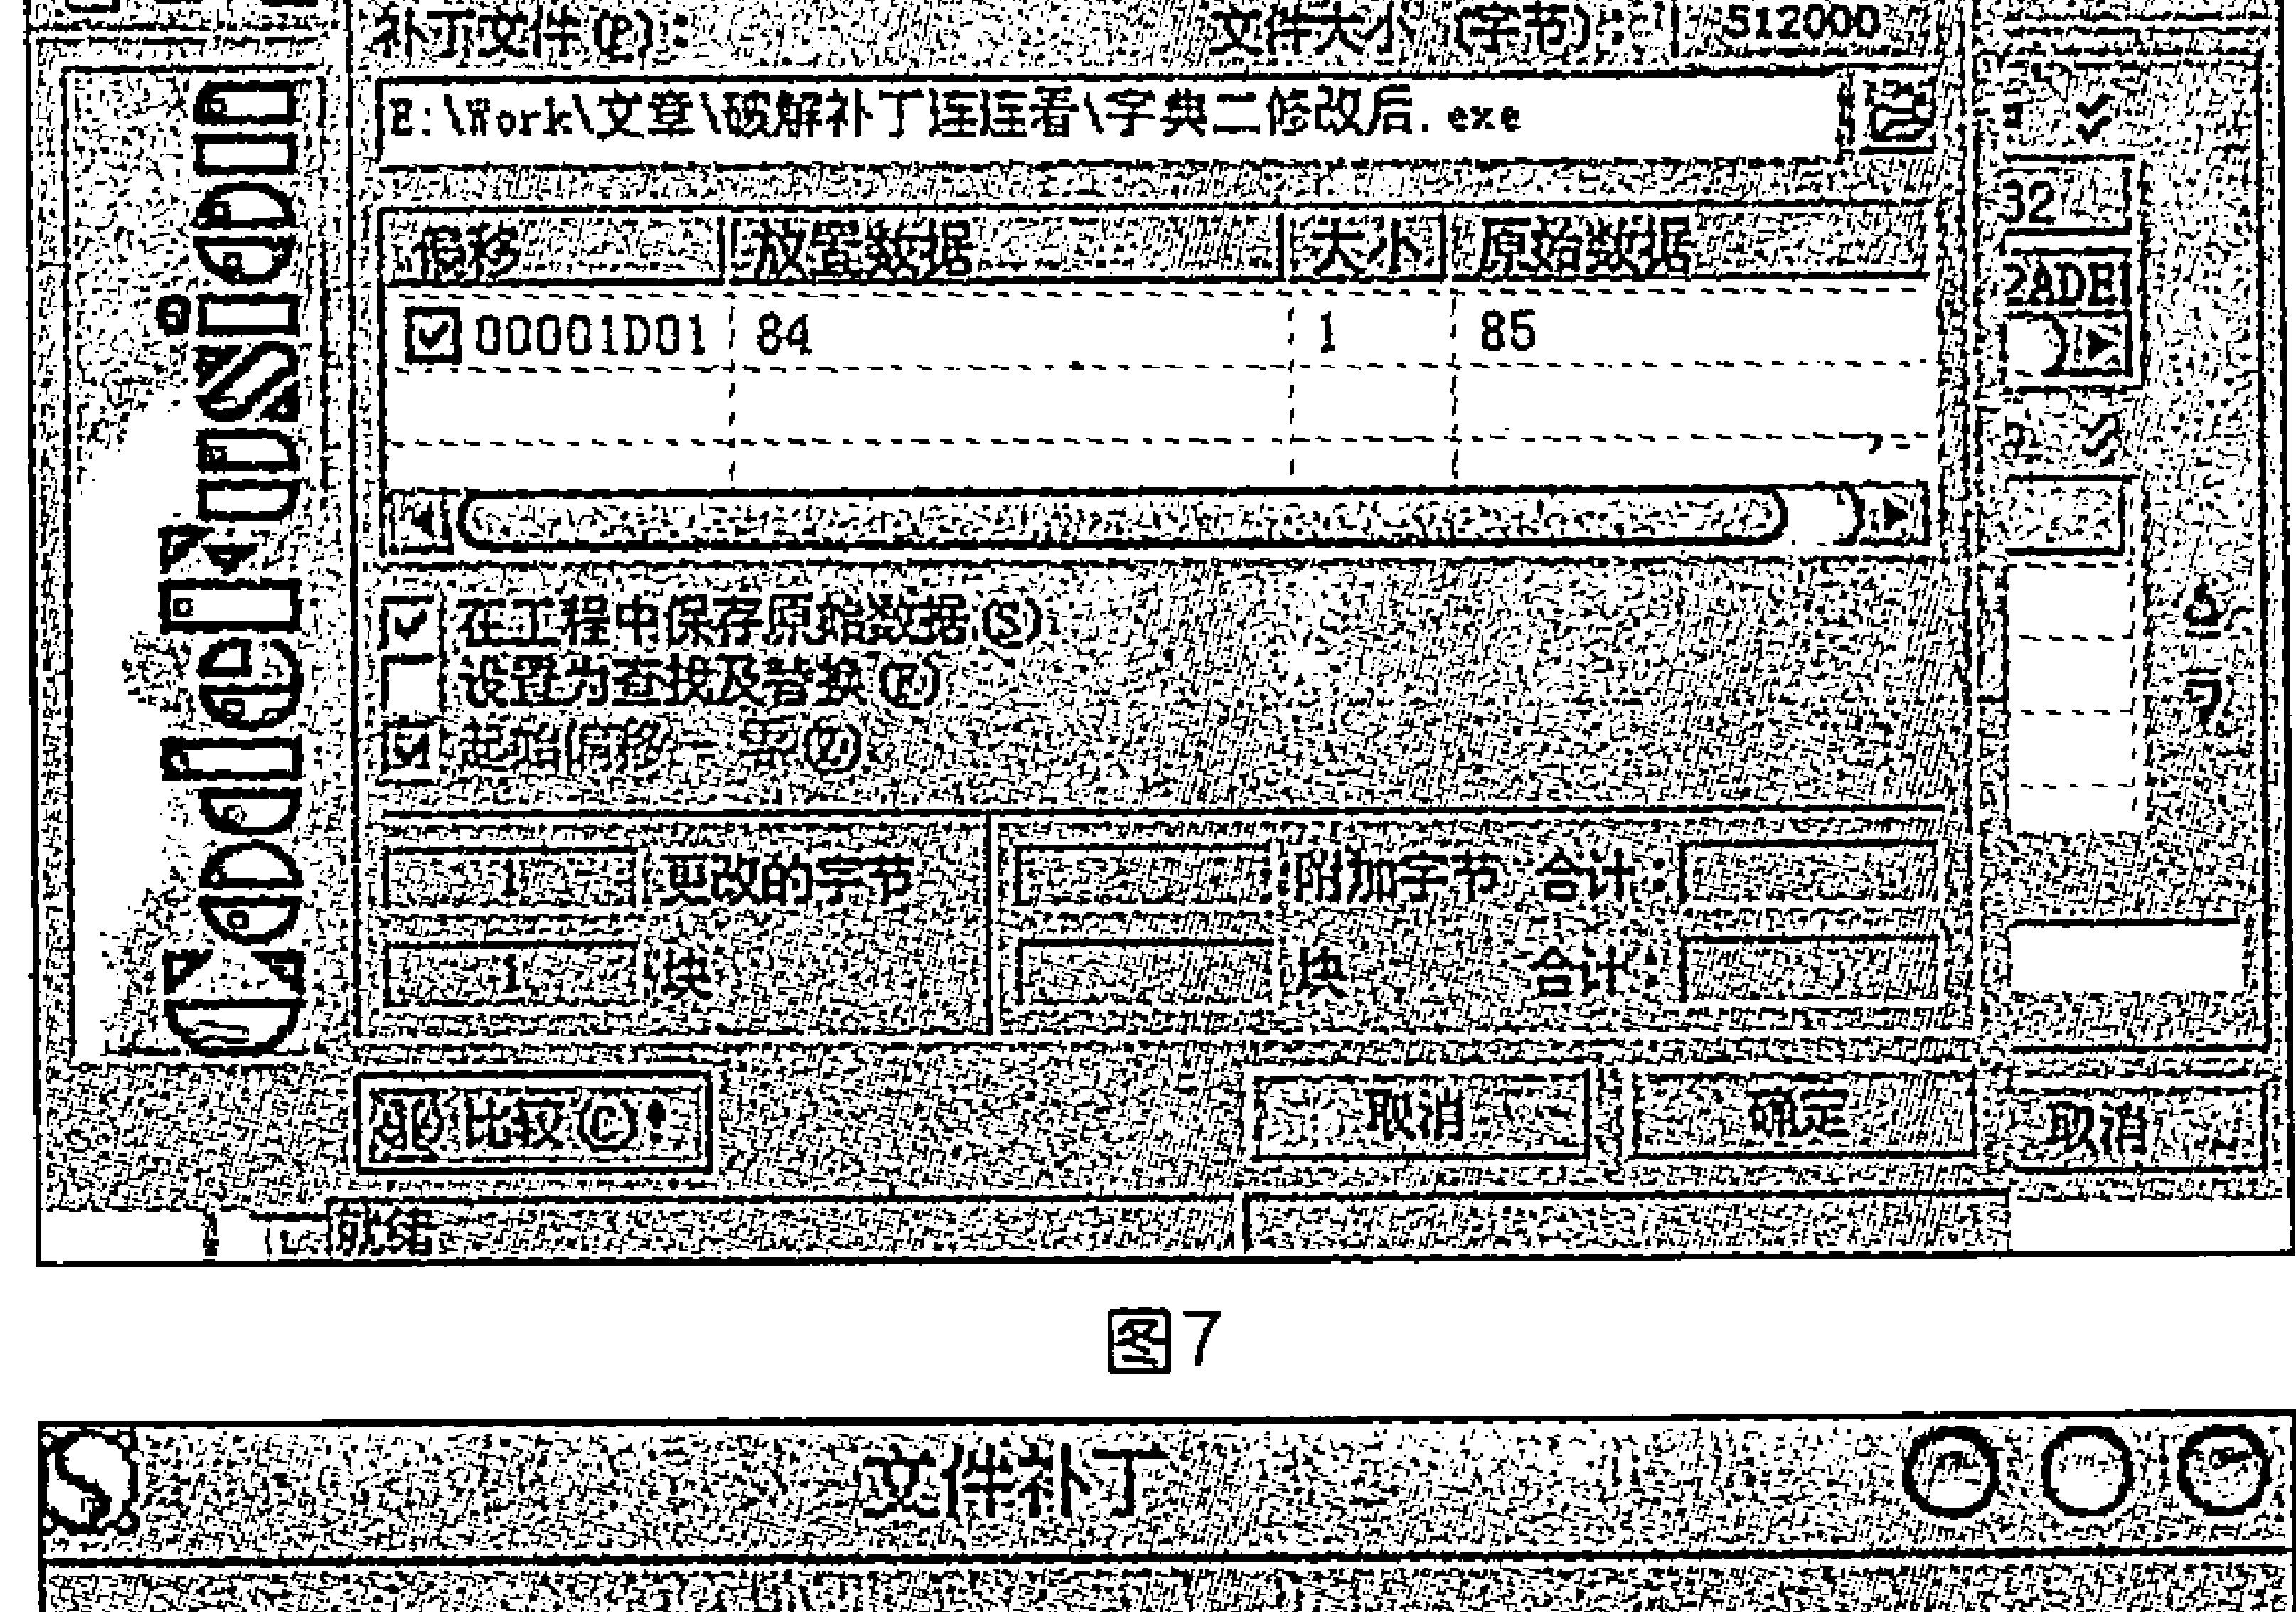 补丁文件(P): 文件大小 (字节): 512000
E:\Work\文章\破解补丁连连看\字典二修改后.exe
偏移 放置数据 大小 原始数据
00001D01 84 1 85
32
2ADE
在工程中保存原始数据(S)
设置为查找及替换(F)
起始偏移 = 零(Z)
1 更改的字节 附加字节 合计:
1 块 块 合计:
比较(C)! 取消 确定 取消
就绪
CodeFusion
图7
文件补丁